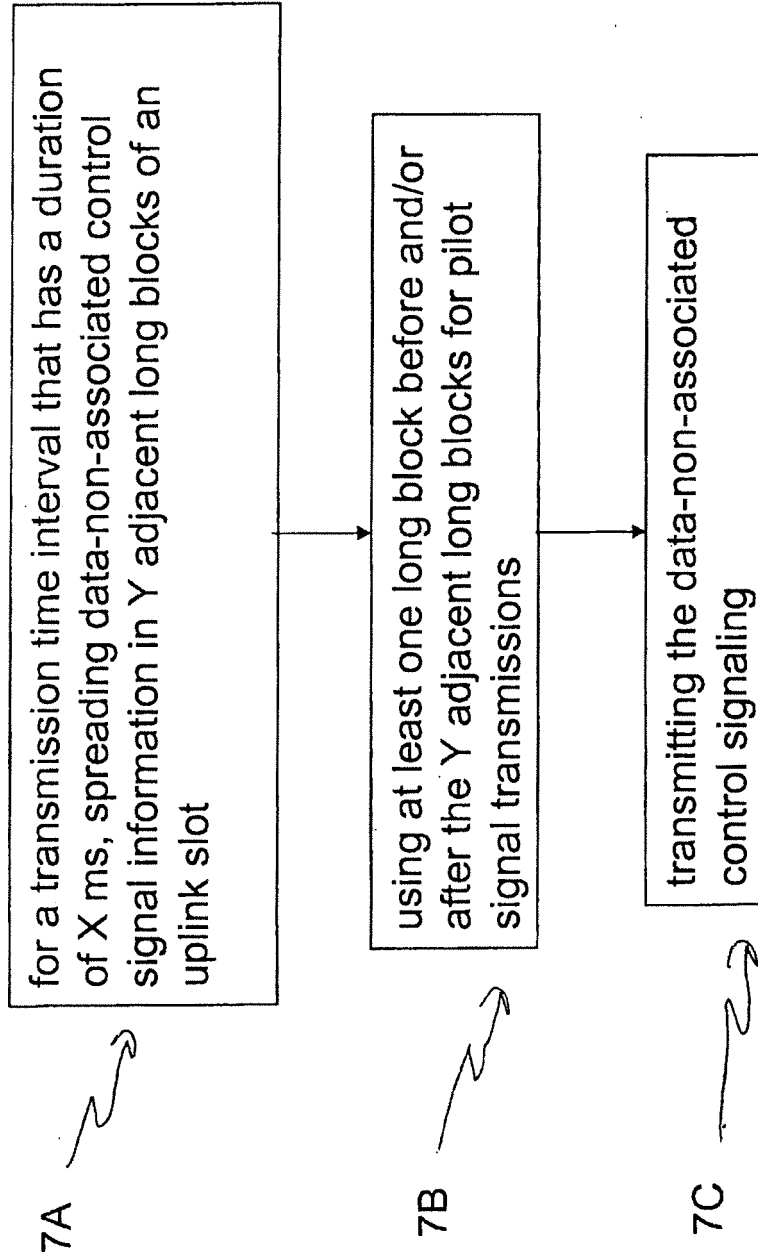 7A
for a transmission time interval that has a duration
of X ms, spreading data-non-associated control
signal information in Y adjacent long blocks of an
uplink slot
7B
using at least one long block before and/or
after the Y adjacent long blocks for pilot
signal transmissions
7C
transmitting the data-non-associated
control signaling